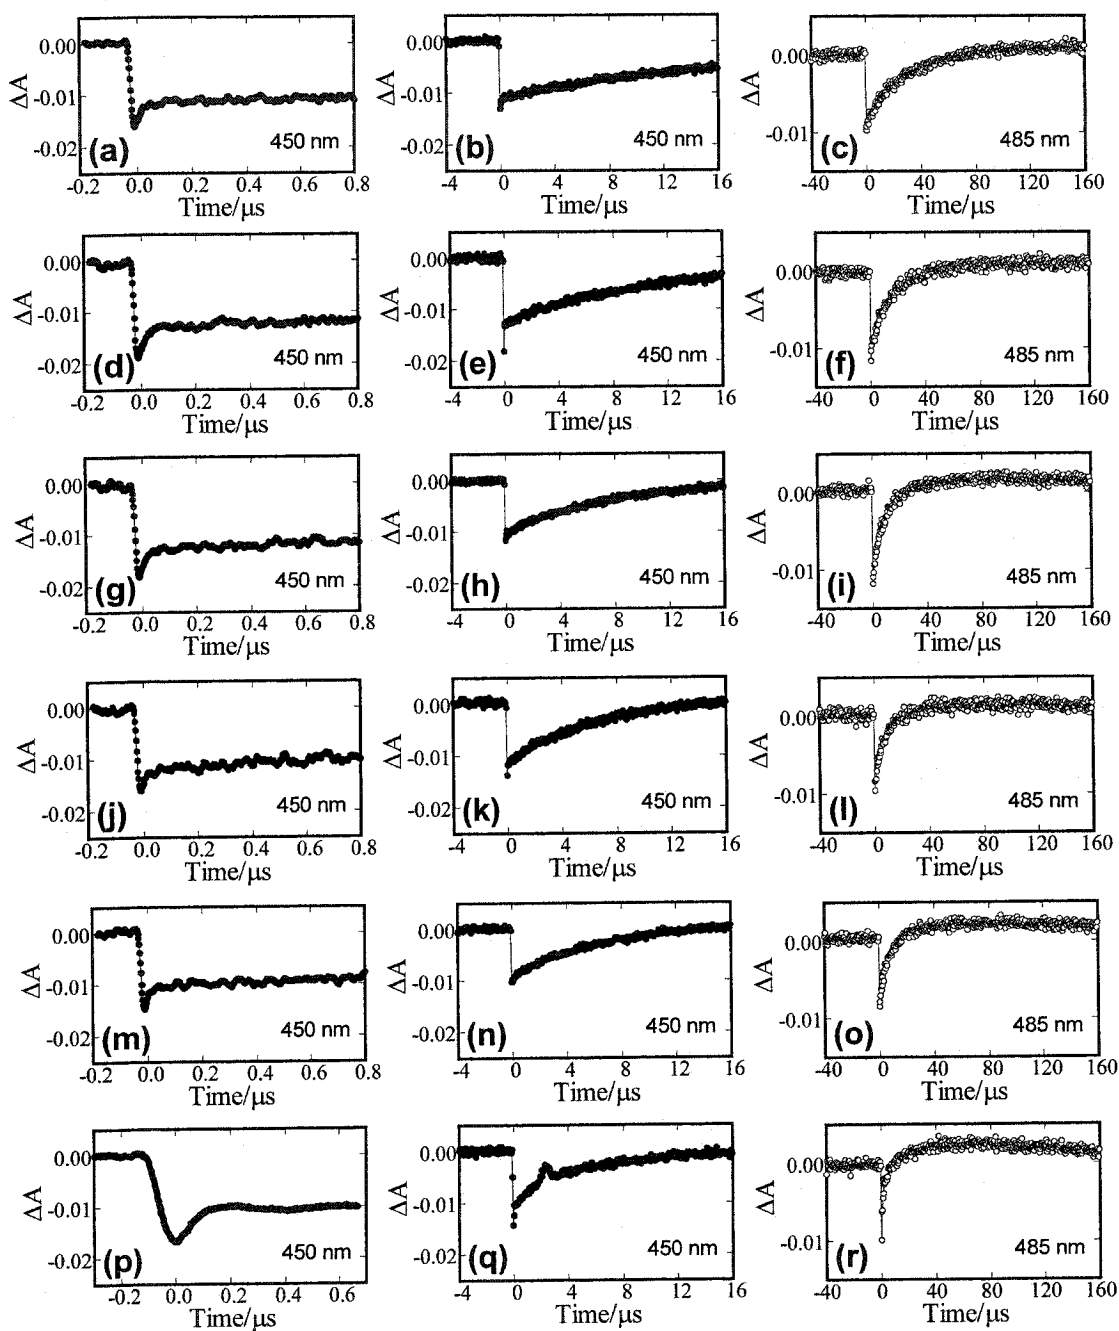 0.00 0.00 0.00
ΔA -0.01 ΔA -0.01 ΔA
-0.02 (a) 450 nm -0.02 (b) 450 nm -0.01 (c) 485 nm
-0.2 0.0 0.2 0.4 0.6 0.8 -4 0 4 8 12 16 -40 0 40 80 120 160
Time/μs Time/μs Time/μs
0.00 0.00 0.00
ΔA -0.01 ΔA -0.01 ΔA
-0.02 (d) 450 nm -0.02 (e) 450 nm -0.01 (f) 485 nm
-0.2 0.0 0.2 0.4 0.6 0.8 -4 0 4 8 12 16 -40 0 40 80 120 160
Time/μs Time/μs Time/μs
0.00 0.00 0.00
ΔA -0.01 ΔA -0.01 ΔA
-0.02 (g) 450 nm -0.02 (h) 450 nm -0.01 (i) 485 nm
-0.2 0.0 0.2 0.4 0.6 0.8 -4 0 4 8 12 16 -40 0 40 80 120 160
Time/μs Time/μs Time/μs
0.00 0.00 0.00
ΔA -0.01 ΔA -0.01 ΔA
-0.02 (j) 450 nm -0.02 (k) 450 nm -0.01 (l) 485 nm
-0.2 0.0 0.2 0.4 0.6 0.8 -4 0 4 8 12 16 -40 0 40 80 120 160
Time/μs Time/μs Time/μs
0.00 0.00 0.00
ΔA -0.01 ΔA -0.01 ΔA
-0.02 (m) 450 nm -0.02 (n) 450 nm -0.01 (o) 485 nm
-0.2 0.0 0.2 0.4 0.6 0.8 -4 0 4 8 12 16 -40 0 40 80 120 160
Time/μs Time/μs Time/μs
0.00 0.00 0.00
ΔA -0.01 ΔA -0.01 ΔA
-0.02 (p) 450 nm -0.02 (q) 450 nm -0.01 (r) 485 nm
-0.2 0.0 0.2 0.4 0.6 -4 0 4 8 12 16 -40 0 40 80 120 160
Time/μs Time/μs Time/μs